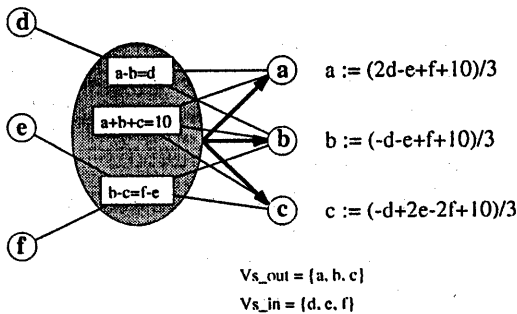 d
a-b=d
a
a := (2d-e+f+10)/3
a+b+c=10
e
b
b := (-d-e+f+10)/3
b-c=f-e
c
c := (-d+2e-2f+10)/3
f
Vs_out = {a, b, c}
Vs_in = {d, e, f}